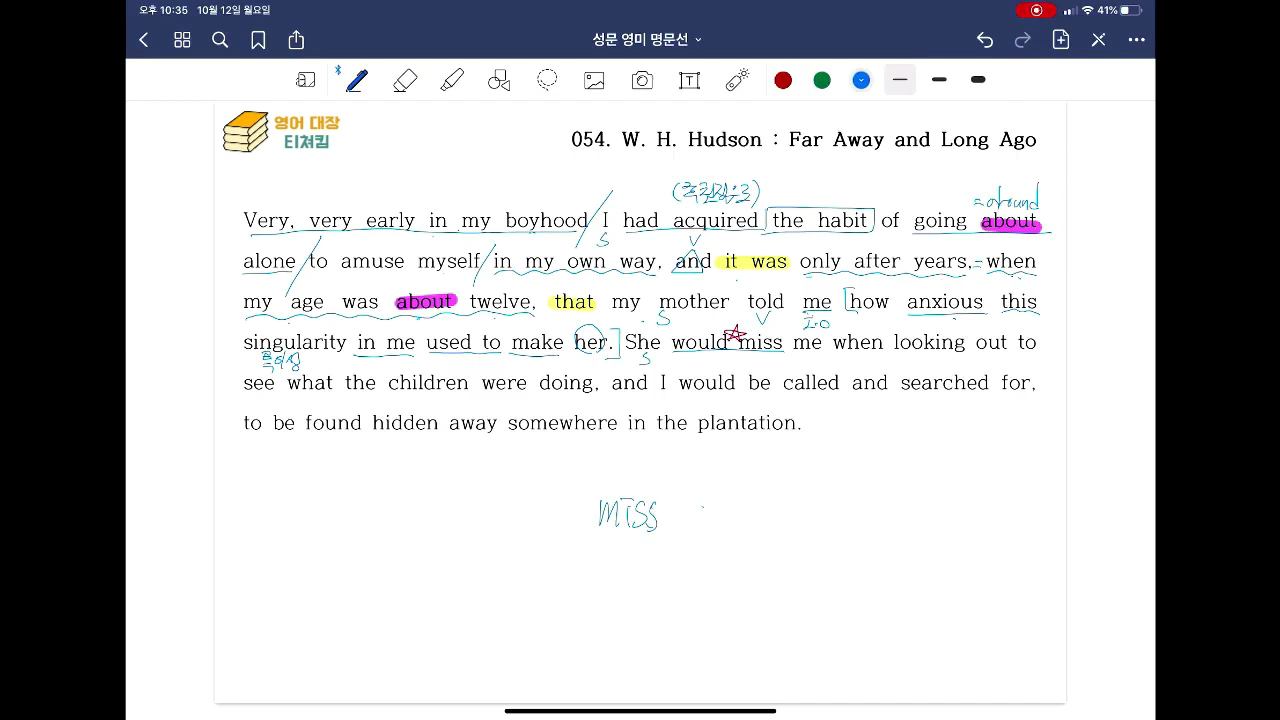 오후 10:35 10월 12일 월요일 41%
성문 영미 명문선
영어 대장
티쳐킴
054. W. H. Hudson : Far Away and Long Ago
=around
Very, very early in my boyhood I had acquired the habit of going about
S V
alone to amuse myself in my own way, and it was only after years, = when
my age was about twelve, that my mother told me [how anxious this
S V I.O
singularity in me used to make her.] She would miss me when looking out to
특이성 S
see what the children were doing, and I would be called and searched for,
to be found hidden away somewhere in the plantation.
MISS